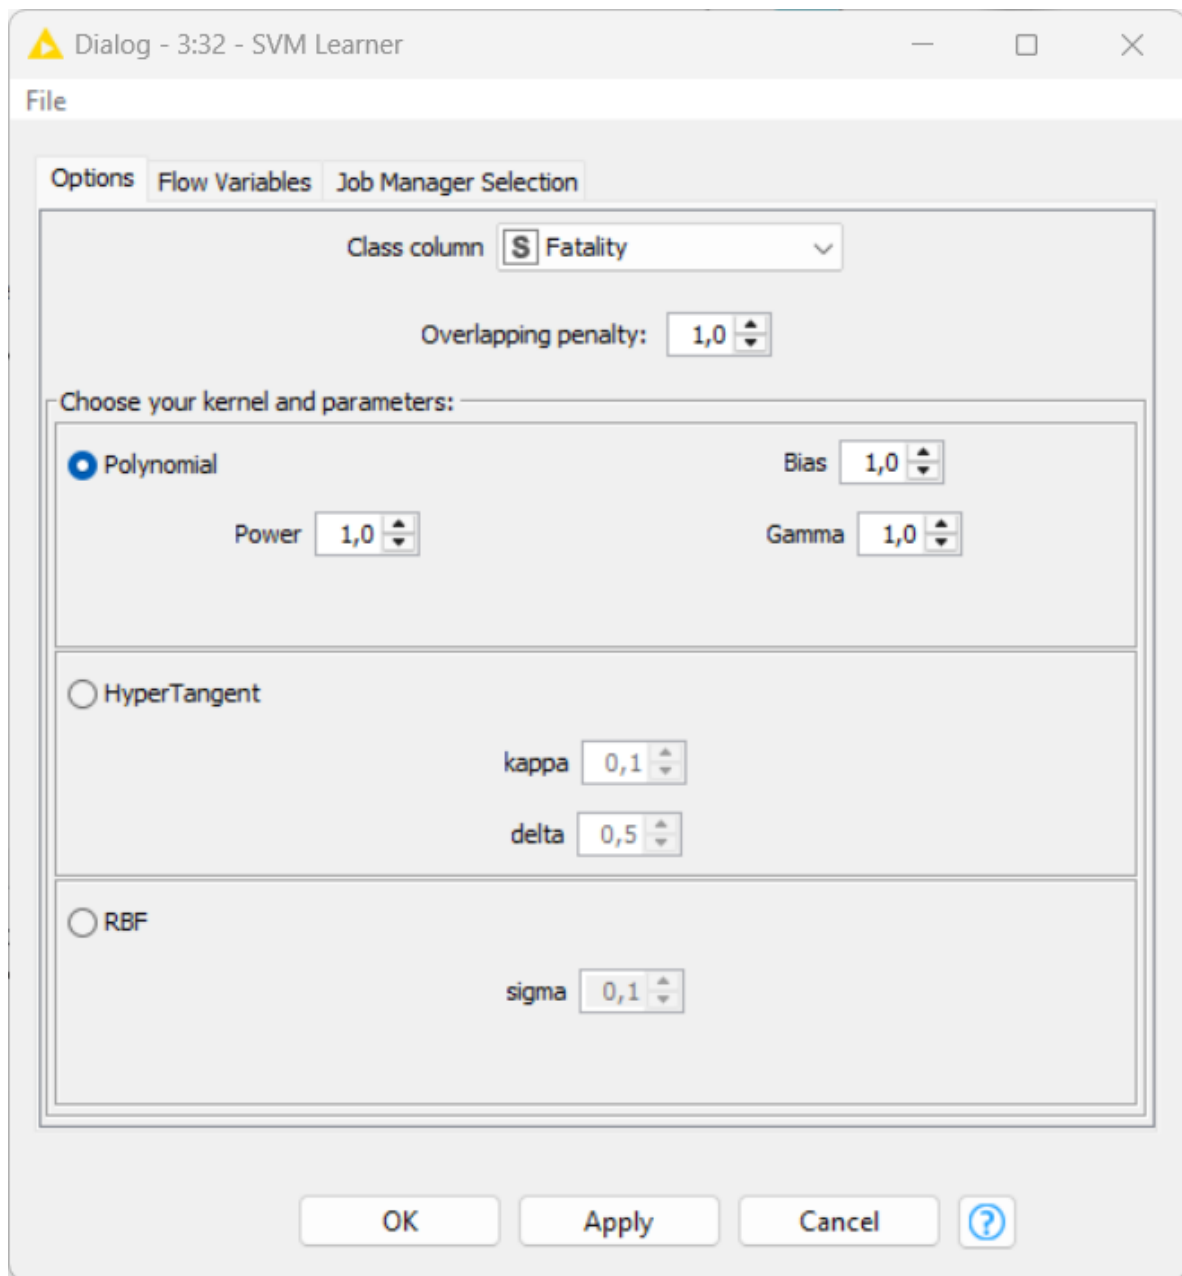 Dialog - 3:32 - SVM Learner
File
Options Flow Variables Job Manager Selection
Class column S Fatality
Overlapping penalty: 1,0
Choose your kernel and parameters:
Polynomial Bias 1,0
Power 1,0 Gamma 1,0
HyperTangent
kappa 0,1
delta 0,5
RBF
sigma 0,1
OK Apply Cancel ?